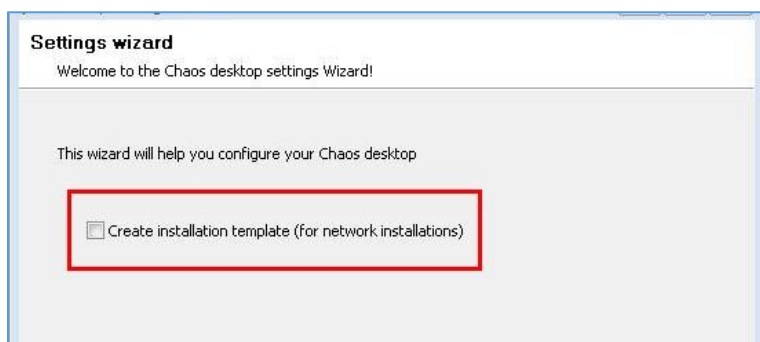 Settings wizard
Welcome to the Chaos desktop settings Wizard!
This wizard will help you configure your Chaos desktop
Create installation template (for network installations)